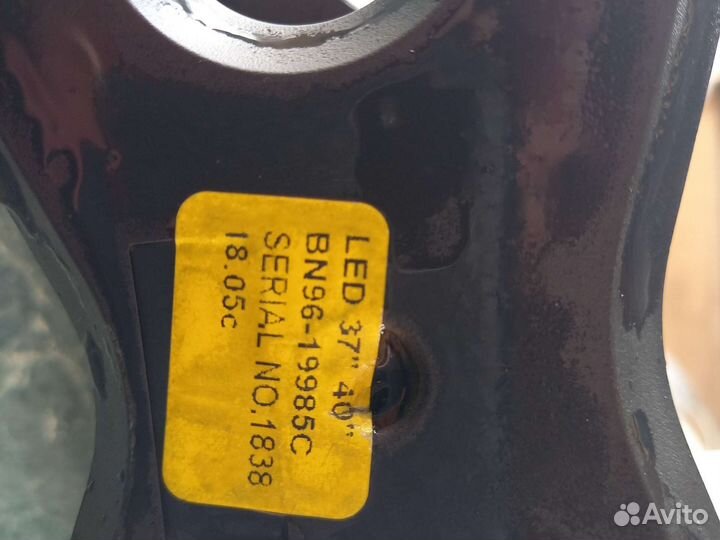 LED 37" 40"
BN96-19985C
SERIAL NO.1838
18.05c
Avito